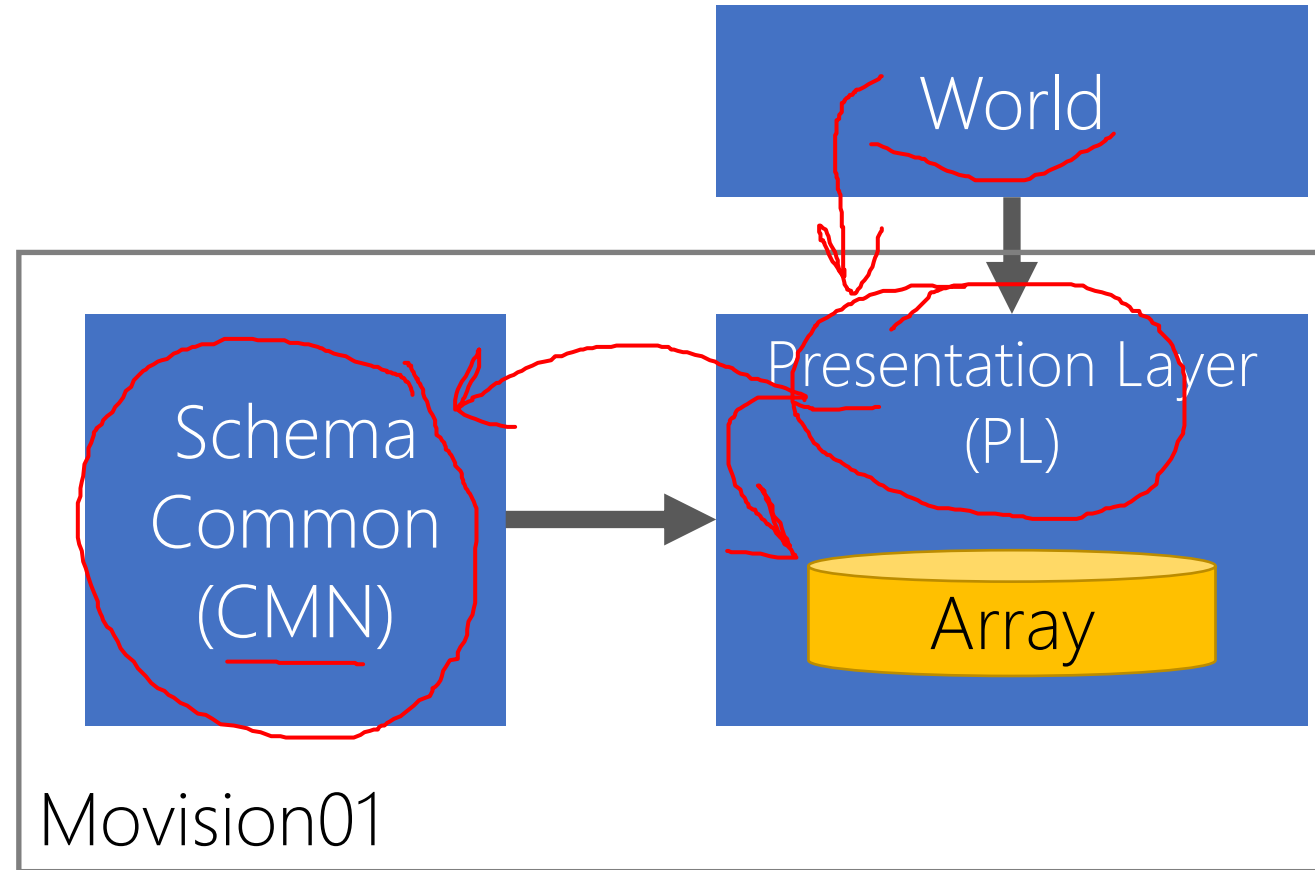 World
Presentation Layer
(PL)
Schema
Common
(CMN)
Array
Movision01